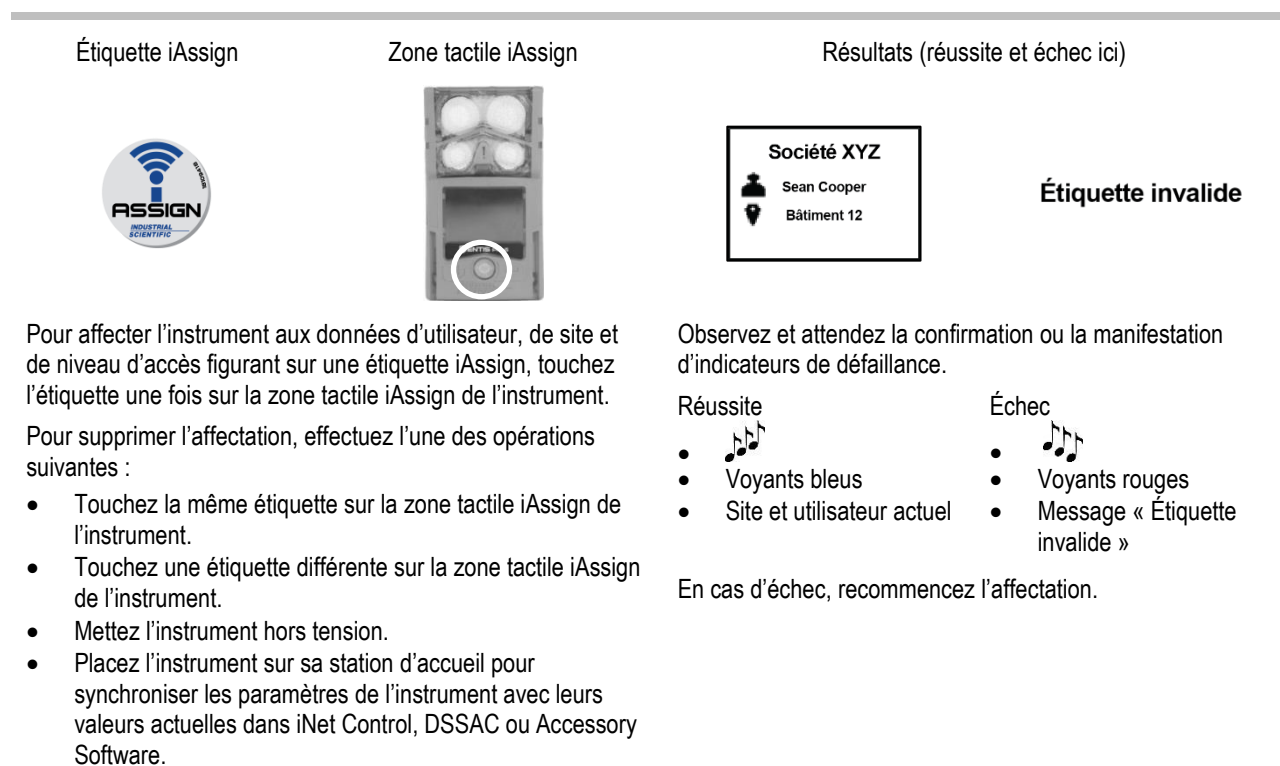 Étiquette iAssign
Zone tactile iAssign
Résultats (réussite et échec ici)
i
ASSIGN
INDUSTRIAL
SCIENTIFIC
Société XYZ
Sean Cooper
Bâtiment 12
Étiquette invalide
Pour affecter l’instrument aux données d’utilisateur, de site et
de niveau d’accès figurant sur une étiquette iAssign, touchez
l’étiquette une fois sur la zone tactile iAssign de l’instrument.
Pour supprimer l’affectation, effectuez l’une des opérations
suivantes :
• Touchez la même étiquette sur la zone tactile iAssign de
l’instrument.
• Touchez une étiquette différente sur la zone tactile iAssign
de l’instrument.
• Mettez l’instrument hors tension.
• Placez l’instrument sur sa station d’accueil pour
synchroniser les paramètres de l’instrument avec leurs
valeurs actuelles dans iNet Control, DSSAC ou Accessory
Software.
Observez et attendez la confirmation ou la manifestation
d’indicateurs de défaillance.
Réussite
• Voyants bleus
• Site et utilisateur actuel
Échec
• Voyants rouges
• Message « Étiquette
invalide »
En cas d’échec, recommencez l’affectation.